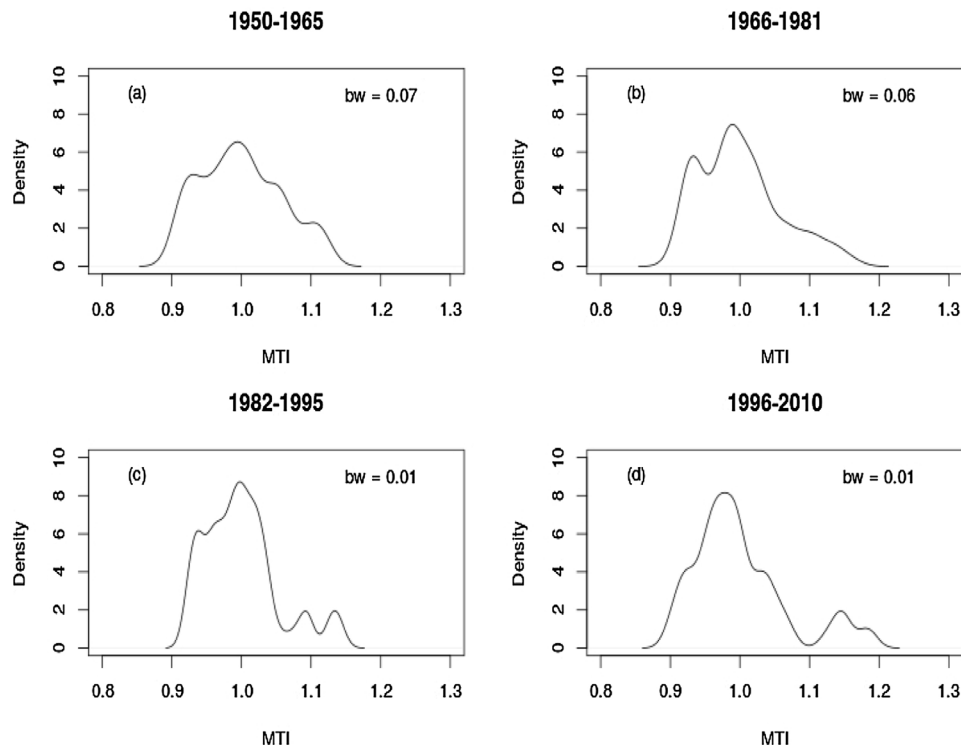 1950-1965
(a)
bw = 0.07
Density
10
8
6
4
2
0
0.8 0.9 1.0 1.1 1.2 1.3
MTI
1966-1981
(b)
bw = 0.06
Density
10
8
6
4
2
0
0.8 0.9 1.0 1.1 1.2 1.3
MTI
1982-1995
(c)
bw = 0.01
Density
10
8
6
4
2
0
0.8 0.9 1.0 1.1 1.2 1.3
MTI
1996-2010
(d)
bw = 0.01
Density
10
8
6
4
2
0
0.8 0.9 1.0 1.1 1.2 1.3
MTI